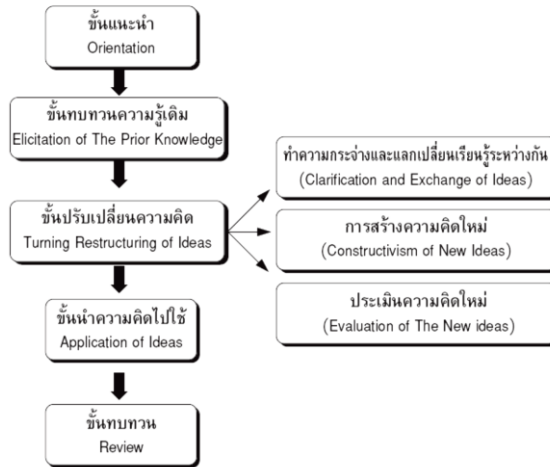 ขั้นแนะนำ
Orientation
ขั้นทบทวนความรู้เดิม
Elicitation of The Prior Knowledge
ขั้นปรับเปลี่ยนความคิด
Turning Restructuring of Ideas
ทำความกระจ่างและแลกเปลี่ยนเรียนรู้ระหว่างกัน
(Clarification and Exchange of Ideas)
การสร้างความคิดใหม่
(Constructivism of New Ideas)
ประเมินความคิดใหม่
(Evaluation of The New ideas)
ขั้นนำความคิดไปใช้
Application of Ideas
ขั้นทบทวน
Review